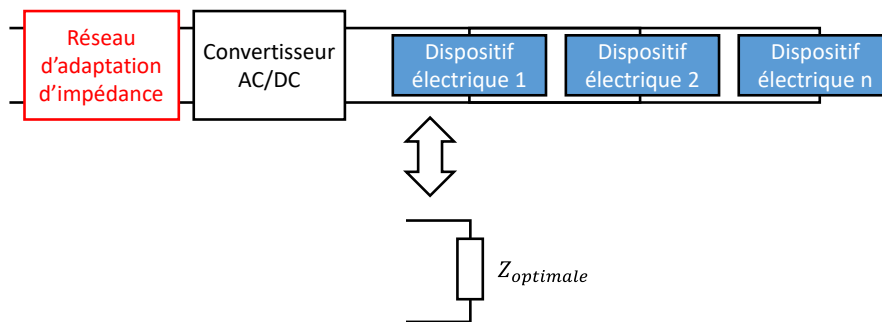 Réseau
d'adaptation
d'impédance
Convertisseur
AC/DC
Dispositif
électrique 1
Dispositif
électrique 2
Dispositif
électrique n
Z_optimale